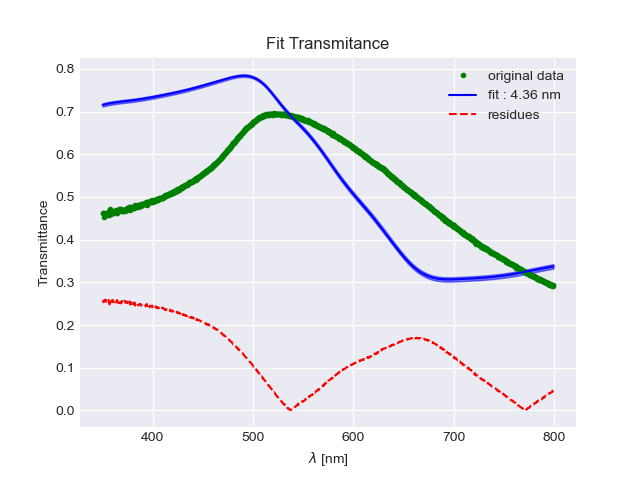 Fit Transmitance
original data
fit : 4.36 nm
residues
Transmittance
0.8
0.7
0.6
0.5
0.4
0.3
0.2
0.1
0.0
400 500 600 700 800
λ [nm]